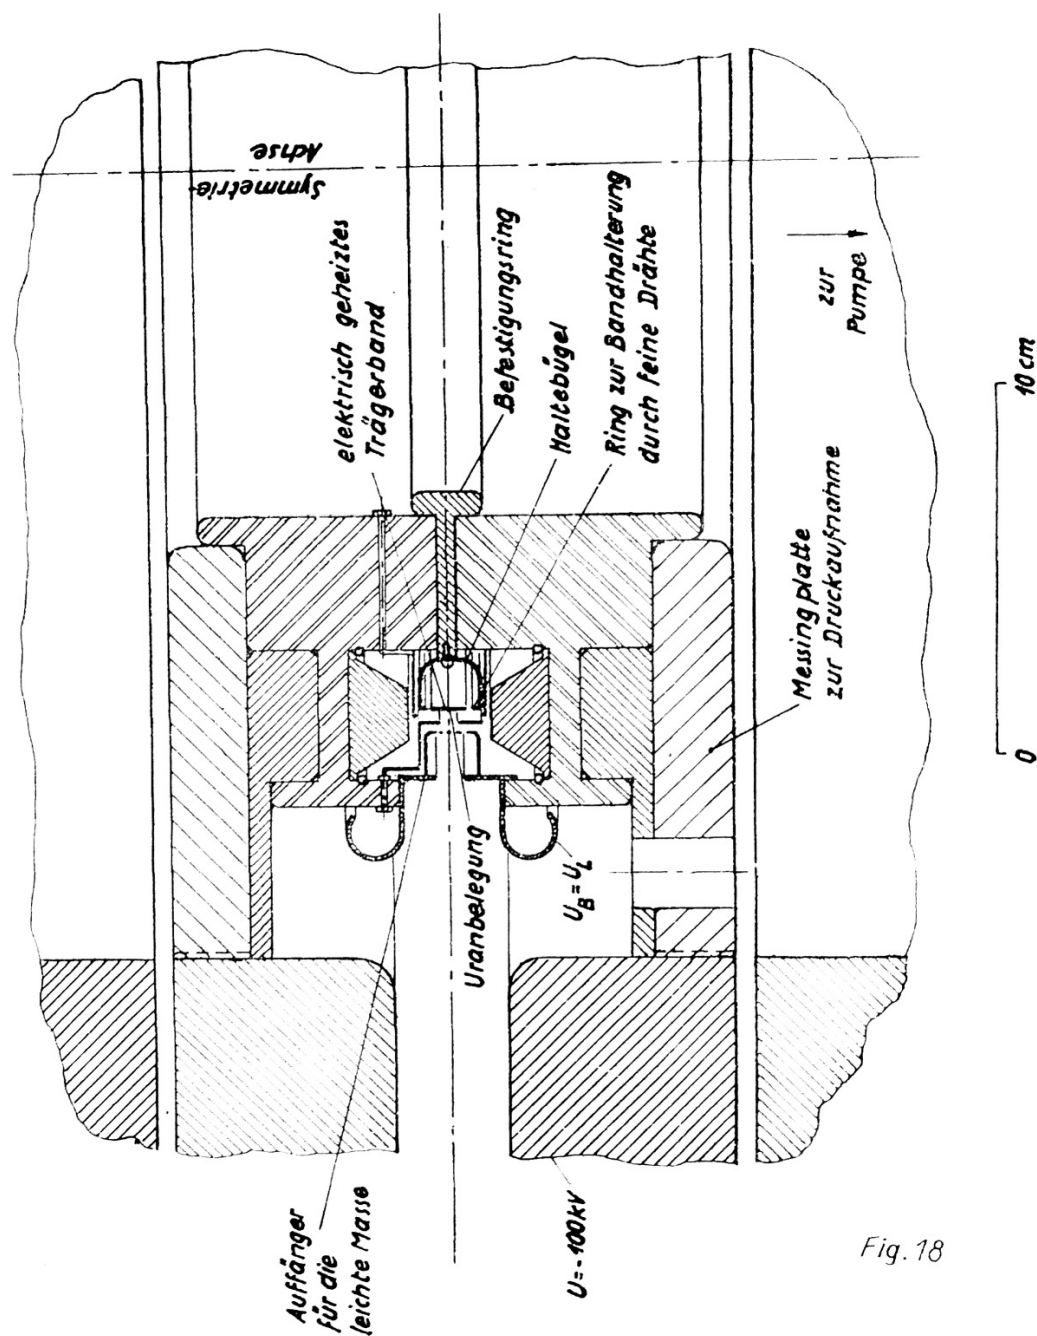 Symmetrie-
Achse
elektrisch geheiztes
Trägerband
Befestigungsring
Haltebügel
Ring zur Bandhalterung
durch feine Drähte
zur
Pumpe
10 cm
0
Messingplatte
zur Druckaufnahme
Uranbelegung
U_B = U_L
Auffänger
für die
leichte Masse
U = -100kV
Fig. 18